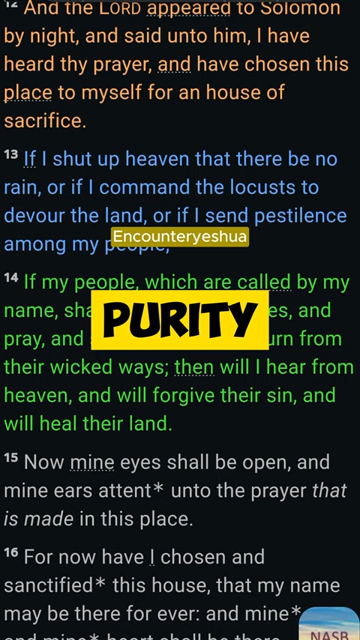 12 And the LORD appeared to Solomon
by night, and said unto him, I have
heard thy prayer, and have chosen this
place to myself for an house of
sacrifice.
13 If I shut up heaven that there be no
rain, or if I command the locusts to
devour the land, or if I send pestilence
among my people,
Encounteryeshua
14 If my people, which are called by my
name,
PURITY
and
pray, and
from
their wicked ways; then will I hear from
heaven, and will forgive their sin, and
will heal their land.
15 Now mine eyes shall be open, and
mine ears attent* unto the prayer that
is made in this place.
16 For now have I chosen and
sanctified* this house, that my name
may be there for ever: and mine*
NASB